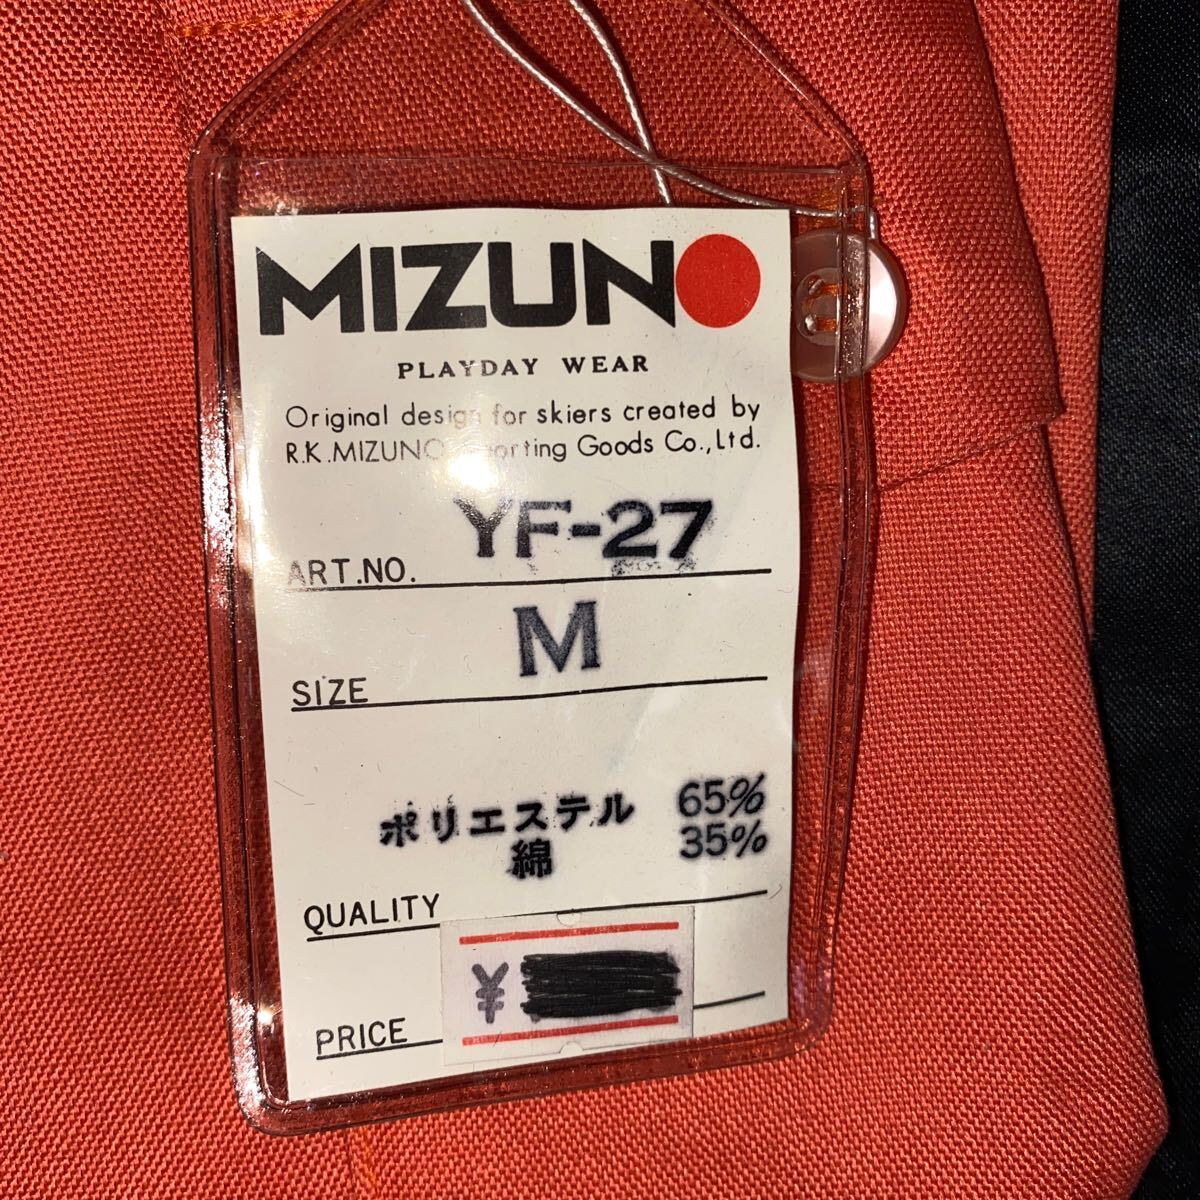 MIZUNO
PLAYDAY WEAR
Original design for skiers created by
R.K.MIZUNO Sporting Goods Co.,Ltd.
ART.NO. YF-27
SIZE M
ポリエステル 65%
綿 35%
QUALITY
PRICE ¥